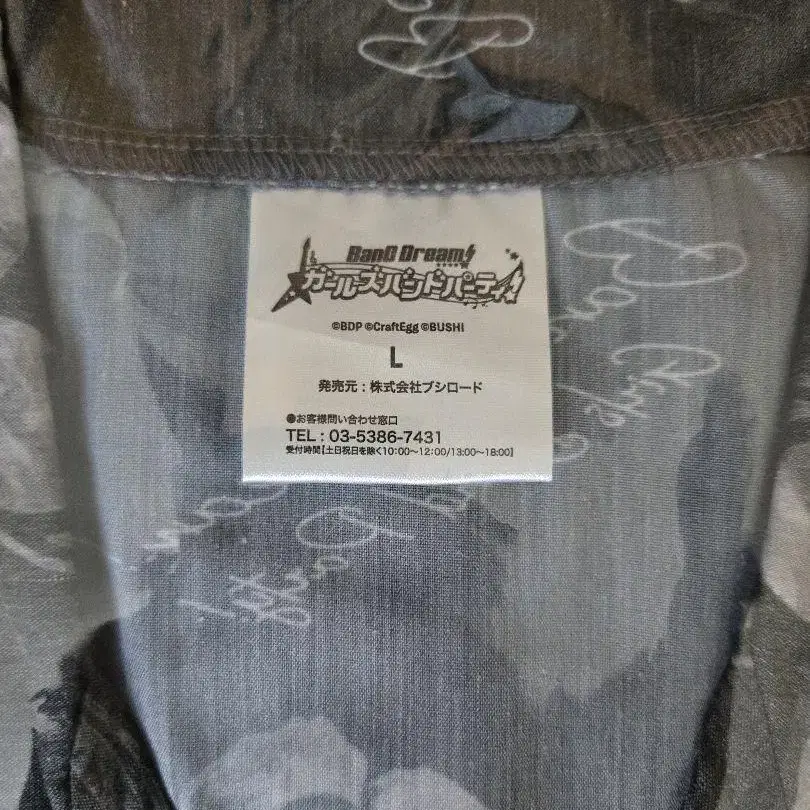 BanG Dream!
ガールズバンドパーティ!
©BDP ©CraftEgg ©BUSHI
L
発売元:株式会社ブシロード
●お客様問い合わせ窓口
TEL : 03-5386-7431
受付時間【土日祝日を除く10:00〜12:00/13:00〜18:00】
Party!